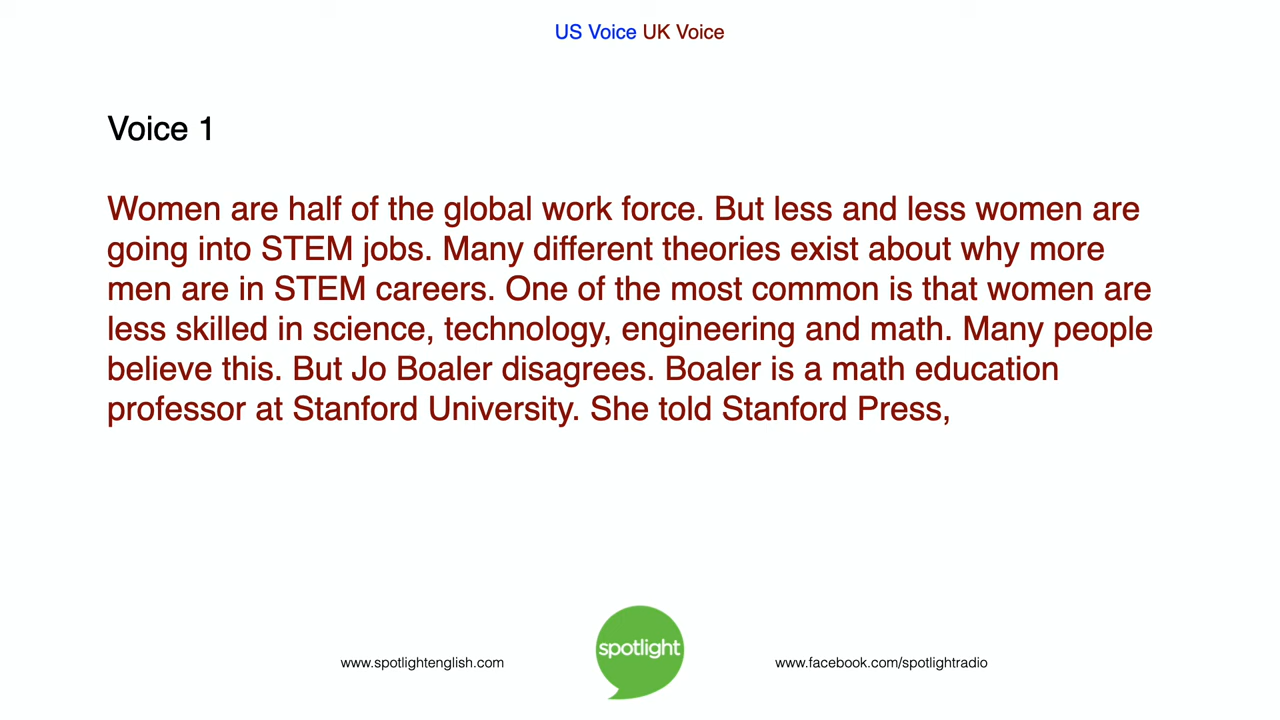 US Voice UK Voice
Voice 1
Women are half of the global work force. But less and less women are
going into STEM jobs. Many different theories exist about why more
men are in STEM careers. One of the most common is that women are
less skilled in science, technology, engineering and math. Many people
believe this. But Jo Boaler disagrees. Boaler is a math education
professor at Stanford University. She told Stanford Press,
www.spotlightenglish.com
spotlight
www.facebook.com/spotlightradio